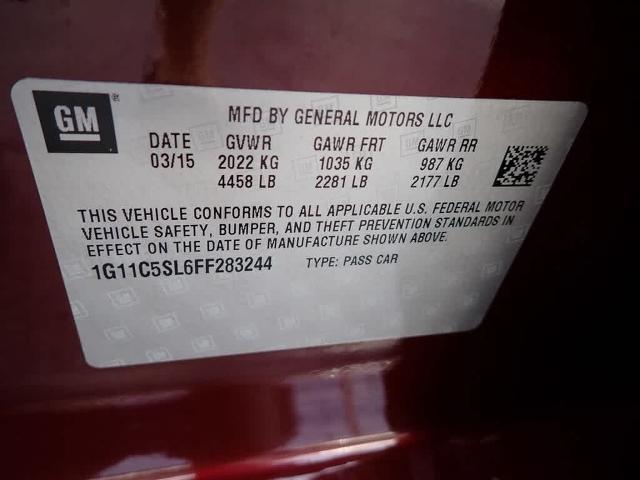 GM®
MFD BY GENERAL MOTORS LLC
DATE GVWR GAWR FRT GAWR RR
03/15 2022 KG 1035 KG 987 KG
4458 LB 2281 LB 2177 LB
THIS VEHICLE CONFORMS TO ALL APPLICABLE U.S. FEDERAL MOTOR
VEHICLE SAFETY, BUMPER, AND THEFT PREVENTION STANDARDS IN
EFFECT ON THE DATE OF MANUFACTURE SHOWN ABOVE.
1G11C5SL6FF283244 TYPE: PASS CAR